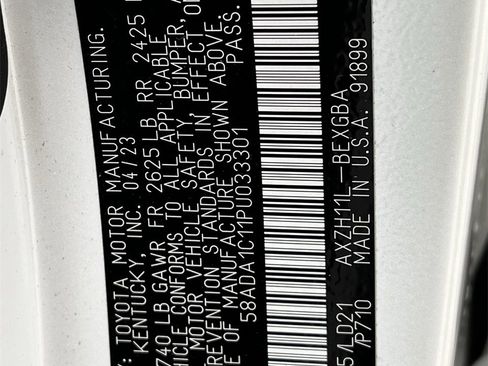 : TOYOTA MOTOR MANUFACTURING.
KENTUCKY, INC. 04/23
740 LB GAWR FR 2625 LB RR 2425
HICLE CONFORMS TO ALL APPLICABLE
MOTOR VEHICLE SAFETY, BUMPER,
REVENTION STANDARDS IN EFFECT
E OF MANUFACTURE SHOWN ABOVE.
58ADA1C11PU033301 PASS.
AXZH11L-BEXGBA
5/LD21 MADE IN U.S.A. 91899
/P710